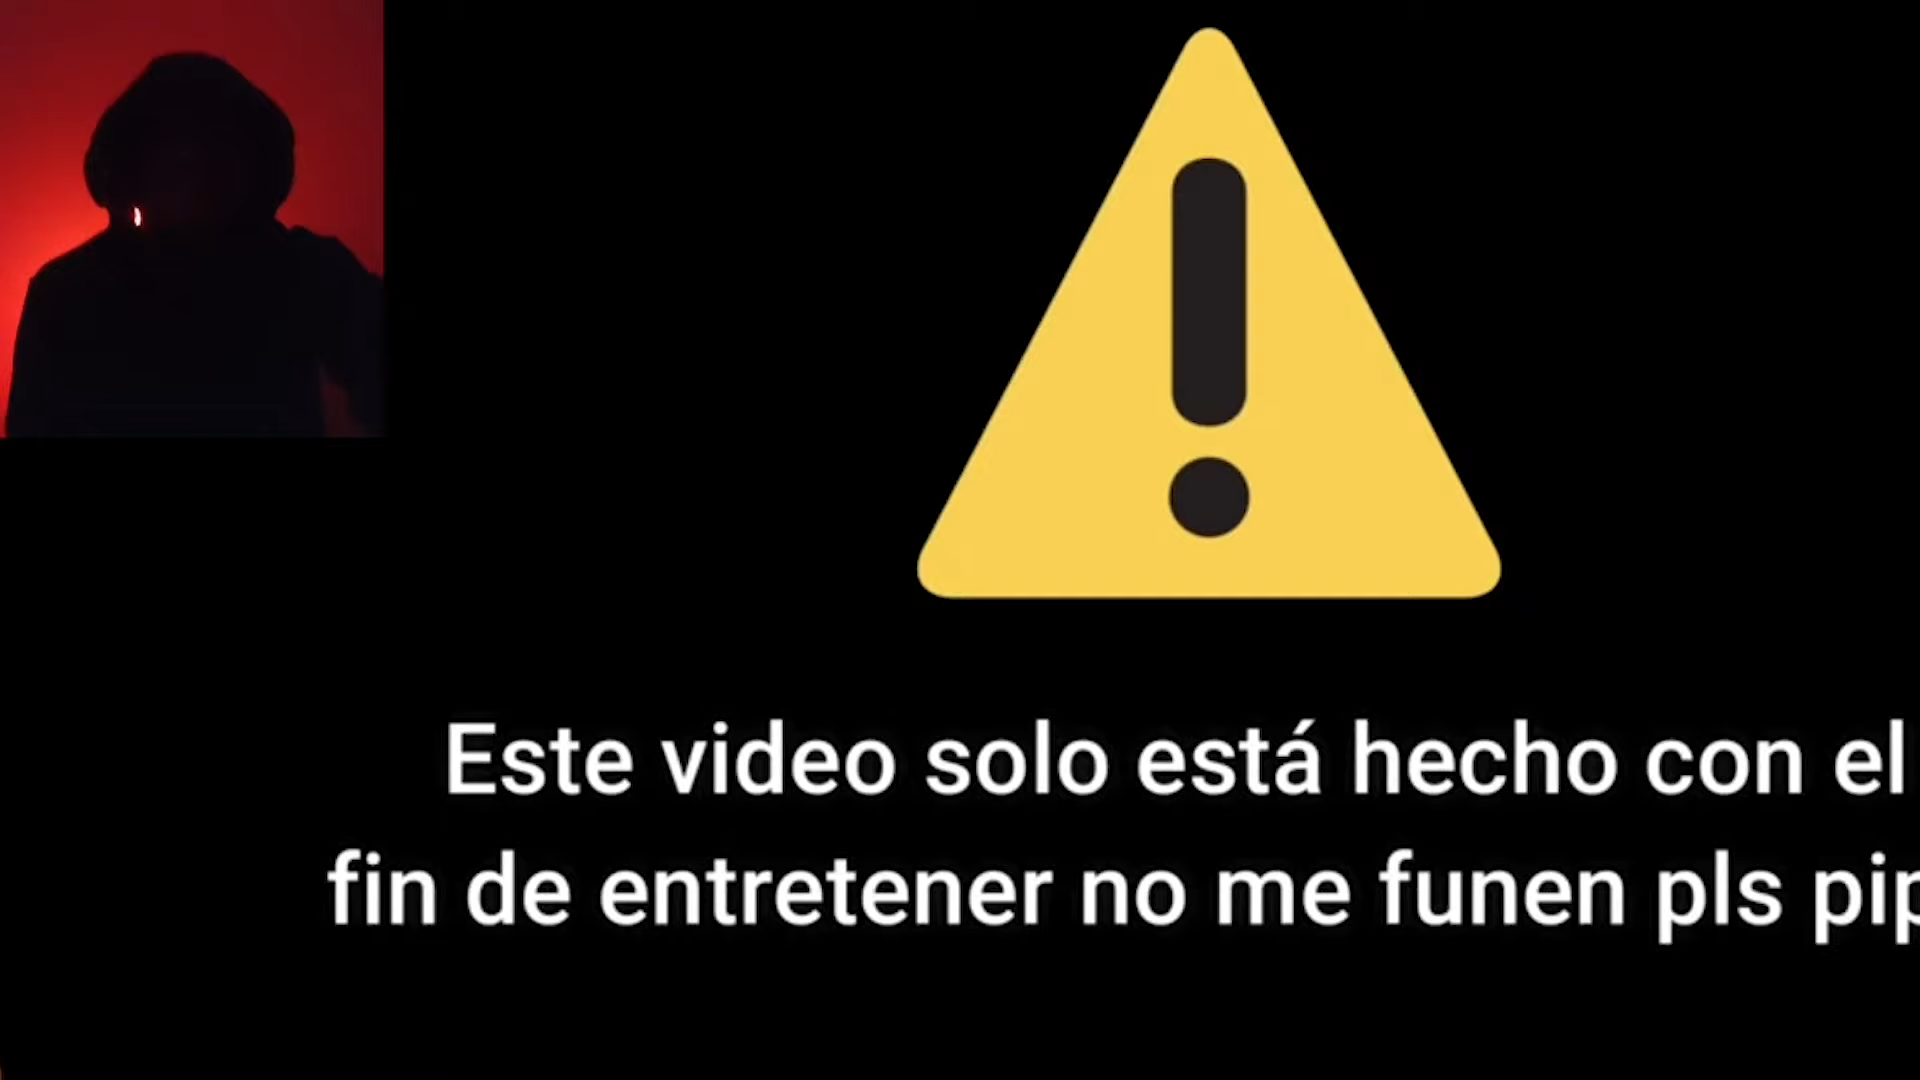 Este video solo está hecho con el
fin de entretener no me funen pls